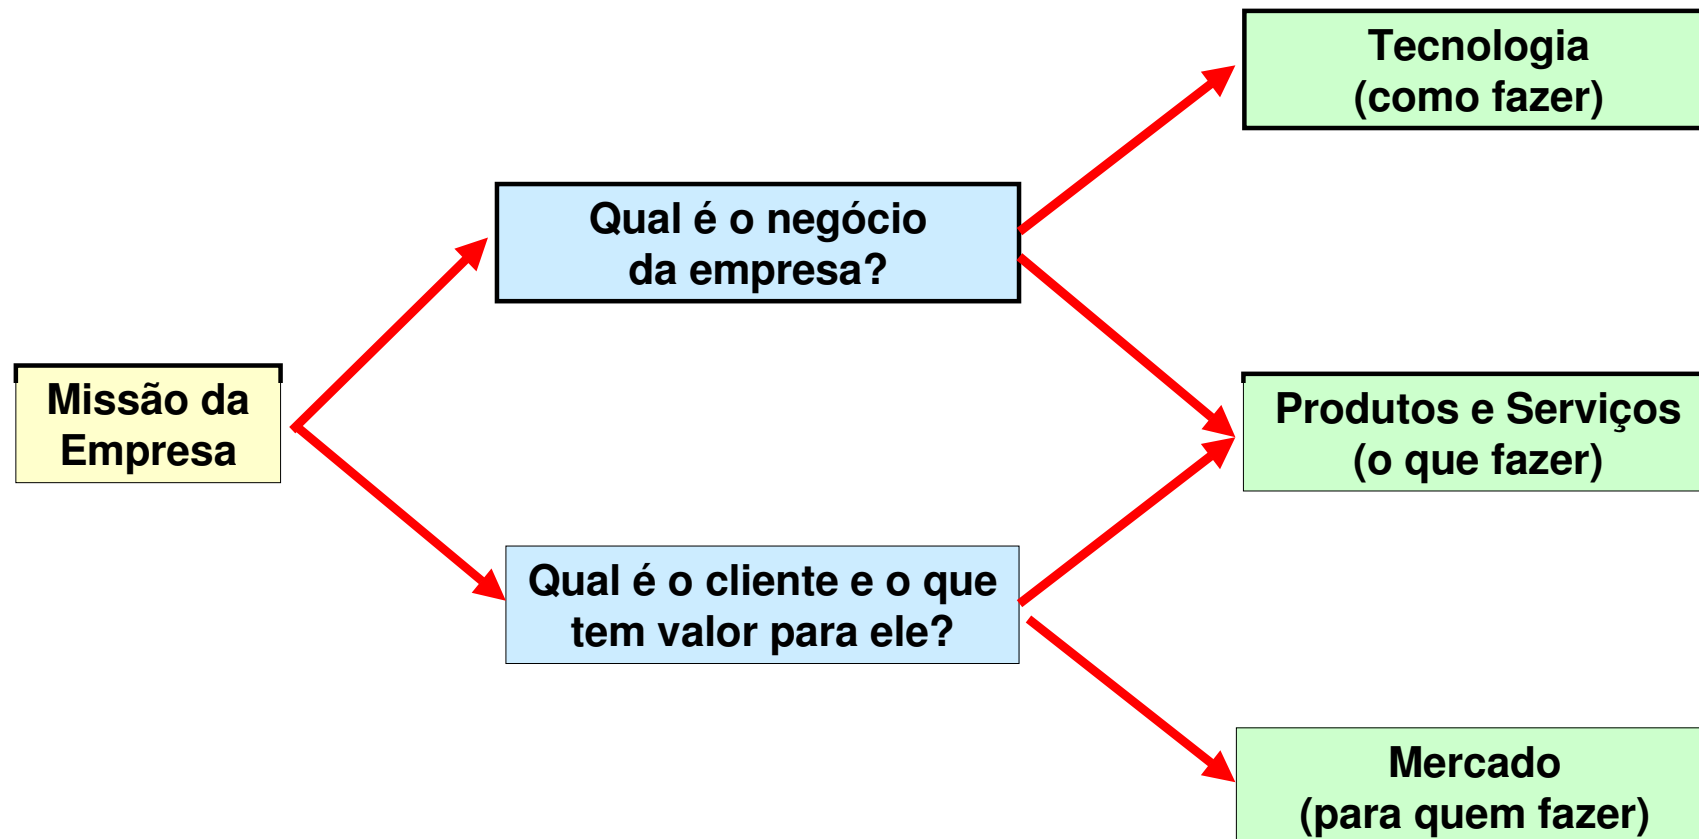 Tecnologia
(como fazer)
Qual é o negócio
da empresa?
Missão da
Empresa
Produtos e Serviços
(o que fazer)
Qual é o cliente e o que
tem valor para ele?
Mercado
(para quem fazer)